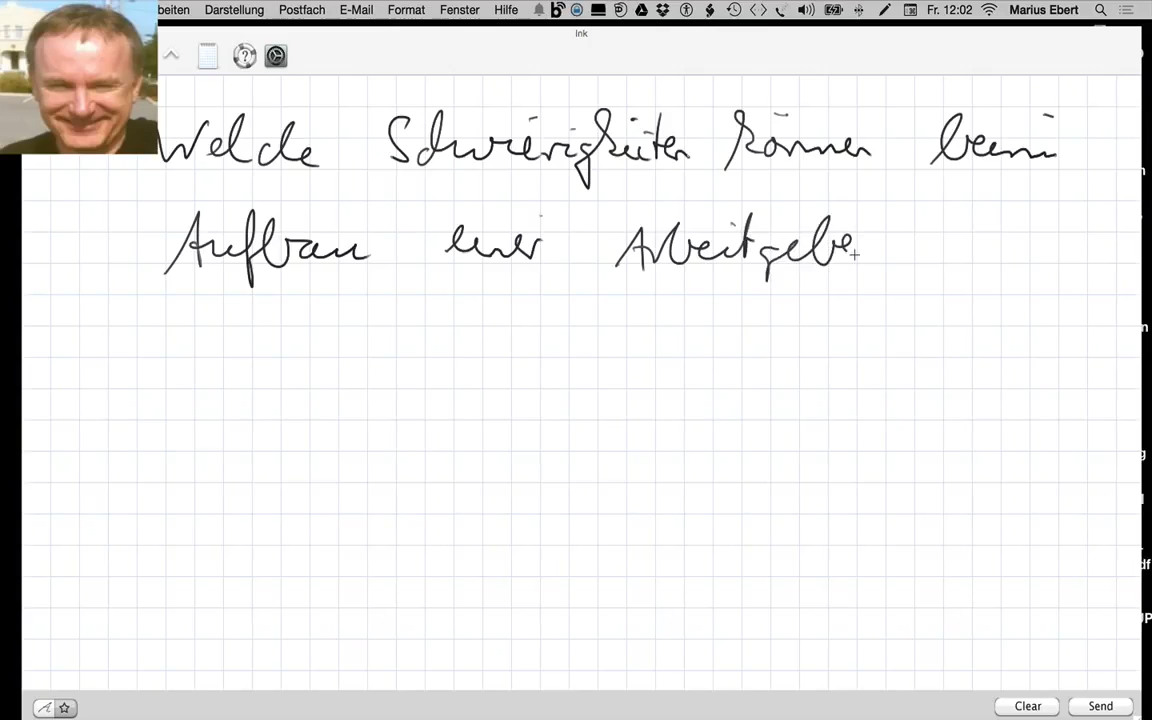 beiten Darstellung Postfach E-Mail Format Fenster Hilfe Fr. 12:02 Marius Ebert
Ink
Welche Schwierigkeiten können beim
Aufbau einer Arbeitgebe
Clear Send